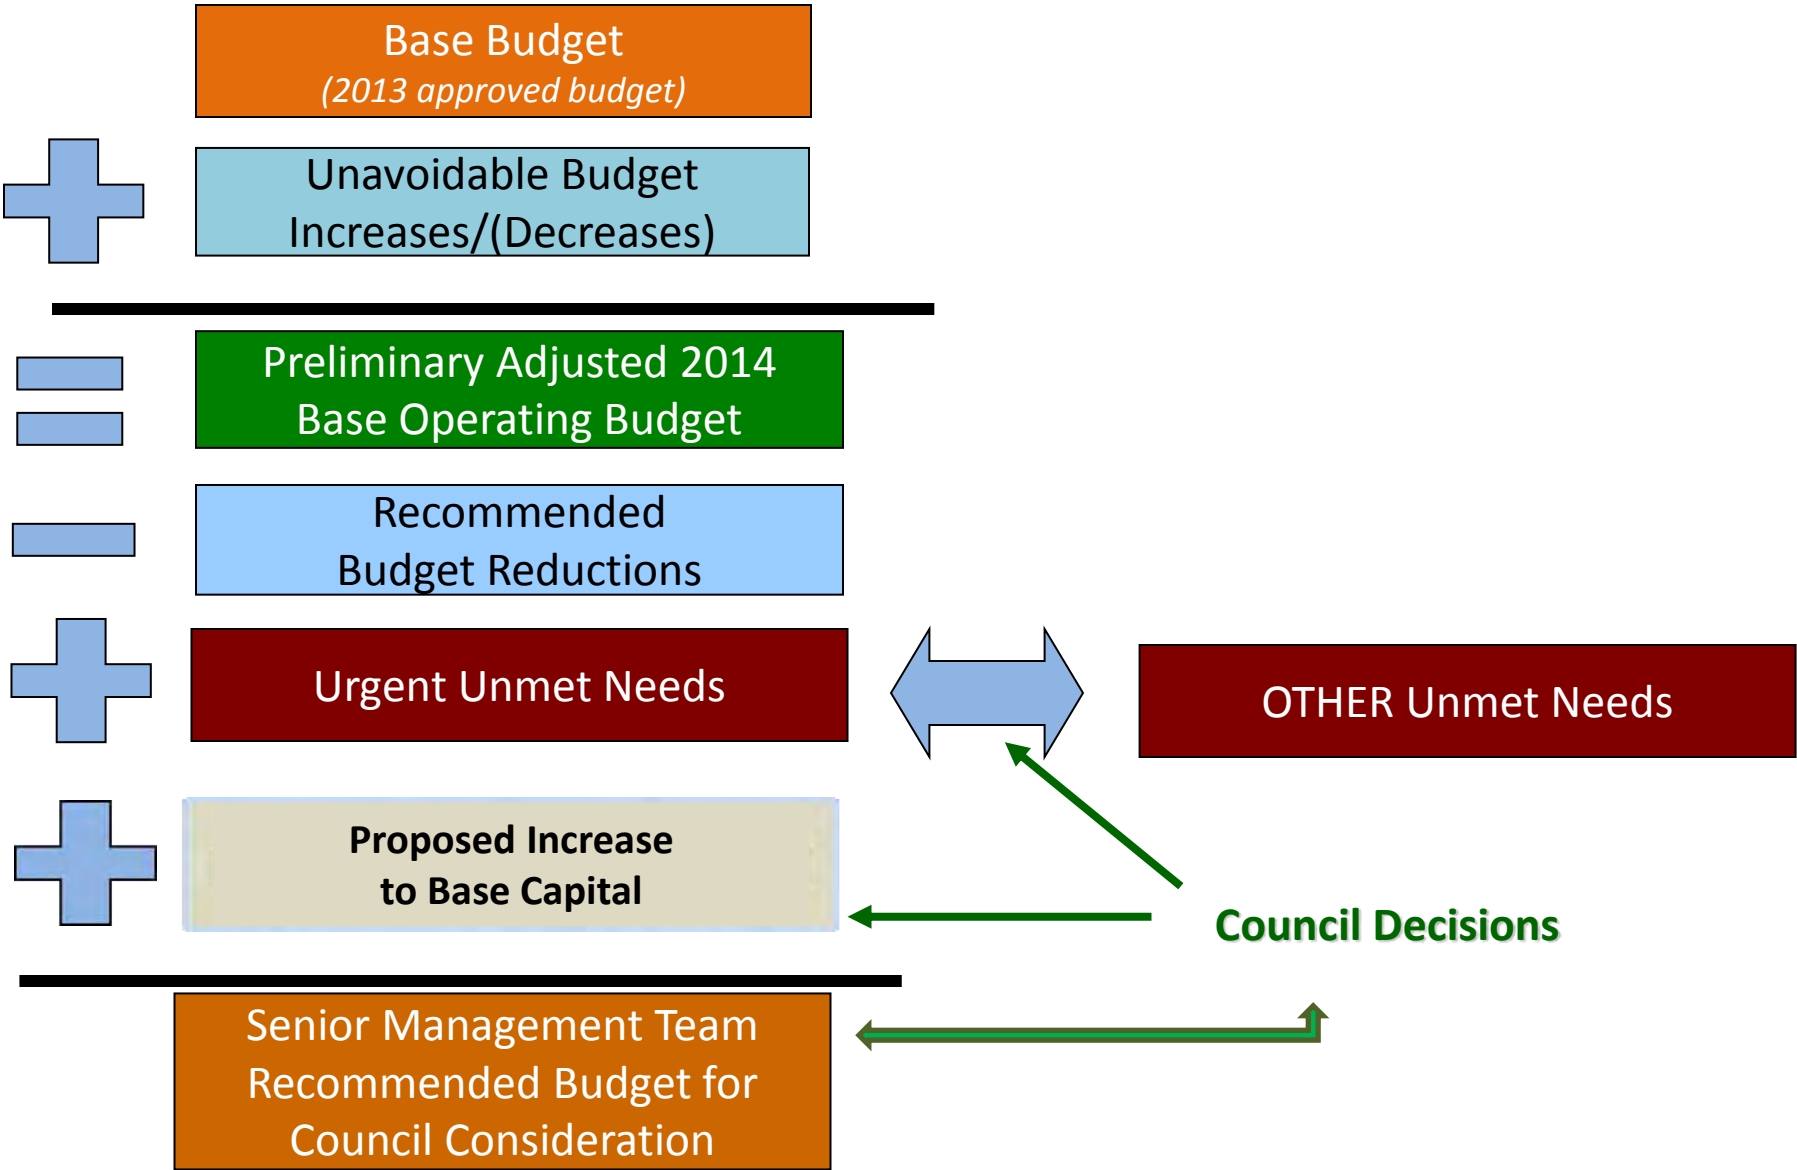 Base Budget
(2013 approved budget)
Unavoidable Budget
Increases/(Decreases)
Preliminary Adjusted 2014
Base Operating Budget
Recommended
Budget Reductions
Urgent Unmet Needs
OTHER Unmet Needs
Proposed Increase
to Base Capital
Council Decisions
Senior Management Team
Recommended Budget for
Council Consideration